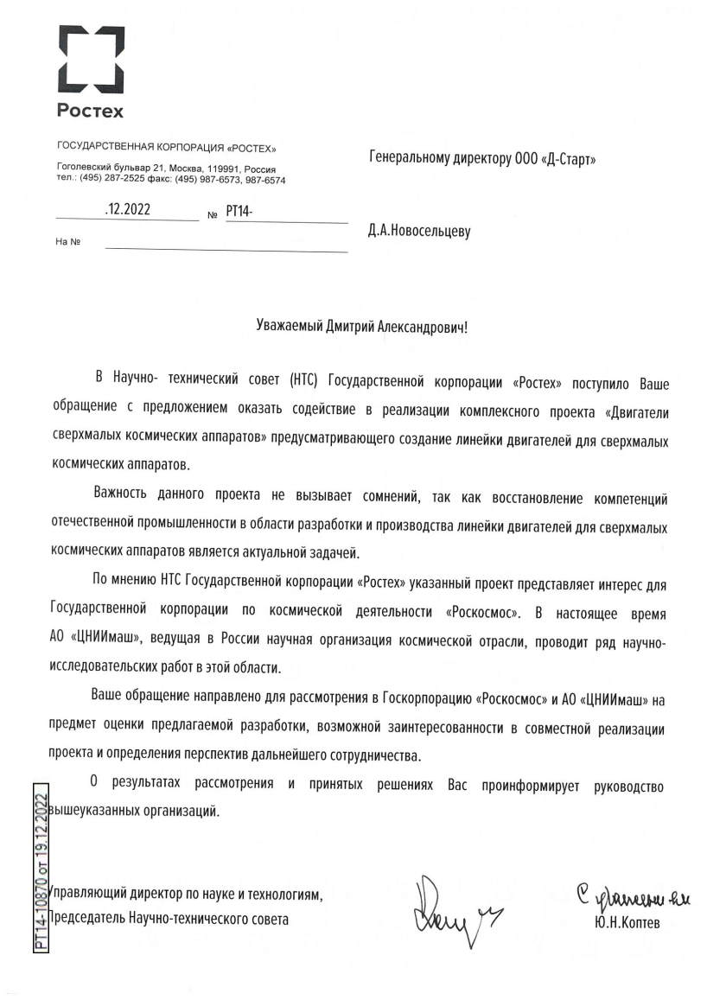 Ростех
ГОСУДАРСТВЕННАЯ КОРПОРАЦИЯ «РОСТЕХ»
Гоголевский бульвар 21, Москва, 119991, Россия
тел.: (495) 287-2525 факс: (495) 987-6573, 987-6574
.12.2022 № РТ14-
На №
Генеральному директору ООО «Д-Старт»
Д.А.Новосельцеву
Уважаемый Дмитрий Александрович!
В Научно- технический совет (НТС) Государственной корпорации «Ростех» поступило Ваше
обращение с предложением оказать содействие в реализации комплексного проекта «Двигатели
сверхмалых космических аппаратов» предусматривающего создание линейки двигателей для сверхмалых
космических аппаратов.
Важность данного проекта не вызывает сомнений, так как восстановление компетенций
отечественной промышленности в области разработки и производства линейки двигателей для сверхмалых
космических аппаратов является актуальной задачей.
По мнению НТС Государственной корпорации «Ростех» указанный проект представляет интерес для
Государственной корпорации по космической деятельности «Роскосмос». В настоящее время
АО «ЦНИИмаш», ведущая в России научная организация космической отрасли, проводит ряд научно-
исследовательских работ в этой области.
Ваше обращение направлено для рассмотрения в Госкорпорацию «Роскосмос» и АО «ЦНИИмаш» на
предмет оценки предлагаемой разработки, возможной заинтересованности в совместной реализации
проекта и определения перспектив дальнейшего сотрудничества.
О результатах рассмотрения и принятых решениях Вас проинформирует руководство
вышеуказанных организаций.
РТ14-10870 от 19.12.2022
Управляющий директор по науке и технологиям,
Председатель Научно-технического совета
С уважением
Ю.Н.Коптев